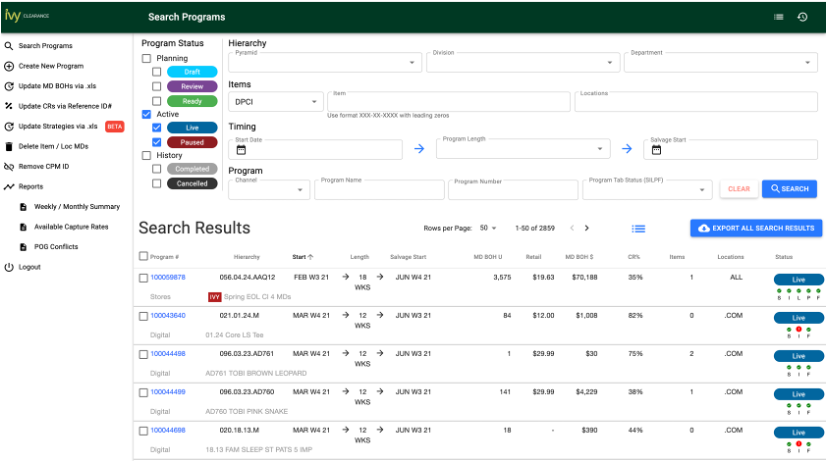 ivy CLEARANCE
Search Programs
Search Programs
Create New Program
Update MD BOHs via .xls
Update CRs via Reference ID#
Update Strategies via .xls BETA
Delete Item / Loc MDs
Remove CPM ID
Reports
Weekly / Monthly Summary
Available Capture Rates
POG Conflicts
Logout
Program Status
Planning
Draft
Review
Ready
Active
Live
Paused
History
Completed
Cancelled
Hierarchy
Pyramid Division Department
Items
DPCI Item Locations
Use format XXX-XX-XXXX with leading zeros
Timing
Start Date Program Length Salvage Start
Program
Channel Program Name Program Number Program Tab Status (SILPF)
CLEAR SEARCH
Search Results
Rows per Page: 50 1-50 of 2859
EXPORT ALL SEARCH RESULTS
Program # Hierarchy Start Length Salvage Start MD BOH U Retail MD BOH $ CR% Items Locations Status
100059878 056.04.24.AAQ12 FEB W3 21 18 WKS JUN W4 21 3,575 $19.63 $70,188 35% 1 ALL Live
Stores IVY Spring EOL CI 4 MDs S I L P F
100043640 021.01.24.M MAR W4 21 12 WKS JUN W4 21 84 $12.00 $1,008 82% 0 .COM Live
Digital 01.24 Core LS Tee S I F
100044498 096.03.23.AD761 MAR W4 21 12 WKS JUN W3 21 1 $29.99 $30 75% 2 .COM Live
Digital AD761 TOBI BROWN LEOPARD S I F
100044499 096.03.23.AD760 MAR W4 21 12 WKS JUN W3 21 141 $29.99 $4,229 38% 1 .COM Live
Digital AD760 TOBI PINK SNAKE S I F
100044698 020.18.13.M MAR W4 21 12 WKS JUN W3 21 18 - $390 44% 0 .COM Live
Digital 18.13 FAM SLEEP ST PATS 5 IMP S I F